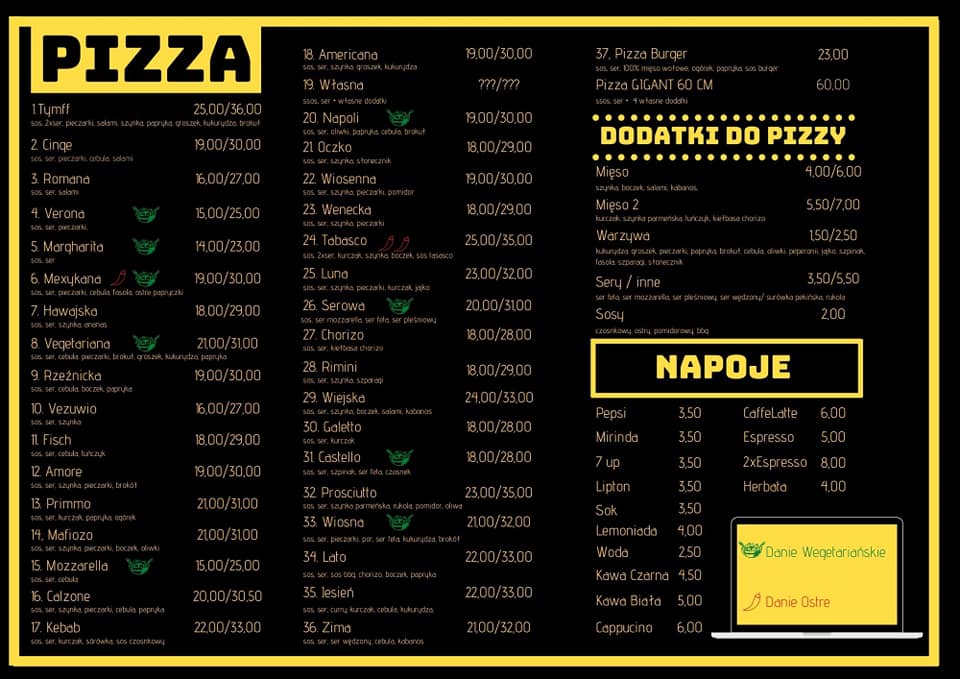 PIZZA
1.Tymff 25,00/36,00
sos, 2xser, pieczarki, salami, szynka, papryka, groszek, kukurydza, brokuł
2. Cinqe 19,00/30,00
sos, ser, pieczarki, cebula, salami
3. Romana 16,00/27,00
sos, ser, salami
4. Verona 15,00/25,00
sos, ser, pieczarki,
5. Margharita 14,00/23,00
sos, ser
6. Mexykana 19,00/30,00
sos, ser, pieczarki, cebula, fasola, ostre papryczki
7. Hawajska 18,00/29,00
sos, ser, szynka, ananas
8. Vegetariana 21,00/31,00
sos, ser, cebula, pieczarki, brokuł, groszek, kukurydza, papryka
9. Rzeźnicka 19,00/30,00
sos, ser, cebula, boczek, papryka
10. Vezuwio 16,00/27,00
sos, ser, szynka
11. Fisch 18,00/29,00
sos, ser, cebula, tuńczyk
12. Amore 19,00/30,00
sos, ser, szynka, pieczarki, brokół
13. Primmo 21,00/31,00
sos, ser, kurczak, papryka, ogórek
14. Mafiozo 21,00/31,00
sos, ser, szynka, pieczarki, boczek, oliwki
15. Mozzarella 15,00/25,00
sos, ser, cebula
16. Calzone 20,00/30,50
sos, ser, szynka, pieczarki, cebula, papryka
17. Kebab 22,00/33,00
sos, ser, kurczak, sórówka, sos czosnkowy
18. Americana 19,00/30,00
sos, ser, szynka, groszek, kukurydza
19. Własna ???/???
ssos, ser + własne dodatki
20. Napoli 19,00/30,00
sos, ser, oliwki, papryka, cebula, brokuł
21. Oczko 18,00/29,00
sos, ser, szynka, słonecznik
22. Wiosenna 19,00/30,00
sos, ser, szynka, pieczarki, pomidor
23. Wenecka 18,00/29,00
sos, ser, szynka, pieczarki
24. Tabasco 25,00/35,00
sos, 2xser, kurczak, szynka, boczek, sos tasasco
25. Luna 23,00/32,00
sos, ser, szynka, pieczarki, kurczak, jajko
26. Serowa 20,00/31,00
sos, ser mozzarella, ser feta, ser pleśniowy
27. Chorizo 18,00/28,00
sos, ser, kiełbasa chorizo
28. Rimini 18,00/29,00
sos, ser, szynka, szparagi
29. Wiejska 24,00/33,00
sos, ser, szynka, boczek, salami, kabanos
30. Galetto 18,00/28,00
sos, ser, kurczak
31. Castello 18,00/28,00
sos, ser, szpinak, ser feta, czosnek
32. Prosciutto 23,00/35,00
sos, ser, szynka parmeńska, rukola, pomidor, oliwa
33. Wiosna 21,00/32,00
sos, ser, pieczarki, por, ser feta, kukurydza, brokół
34. Lato 22,00/33,00
sos, ser, sos bbq, chorizo, boczek, papryka
35. Iesień 22,00/33,00
sos, ser, curry, kurczak, cebula, kukurydza,
36. Zima 21,00/32,00
sos, ser, ser wędzony, cebula, kabanos
37. Pizza Burger 23,00
sos, ser, 100% mięso wołowe, ogórek, papryka, sos burger
Pizza GIGANT 60 CM 60,00
ssos, ser + 4 własne dodatki
DODATKI DO PIZZY
Mięso 4,00/6,00
szynka, boczek, salami, kabanos,
Mięso 2 5,50/7,00
kurczak, szynka parmeńska, tuńczyk, kiełbasa chorizo
Warzywa 1,50/2,50
kukurydza, groszek, pieczarki, papryka, brokuł, cebula, oliwki, peperoni, jajko, szpinak,
fasola, szparagi, słonecznik
Sery / inne 3,50/5,50
ser feta, ser mozzarella, ser pleśniowy, ser wędzony/ surówka pekińska, rukola
Sosy 2,00
czosnkowy, ostry, pomidorowy, bbq
NAPOJE
Pepsi 3,50
Mirinda 3,50
7 up 3,50
Lipton 3,50
Sok 3,50
Lemoniada 4,00
Woda 2,50
Kawa Czarna 4,50
Kawa Biała 5,00
Cappucino 6,00
CaffeLatte 6,00
Espresso 5,00
2xEspresso 8,00
Herbata 4,00
Danie Wegetariańskie
Danie Ostre